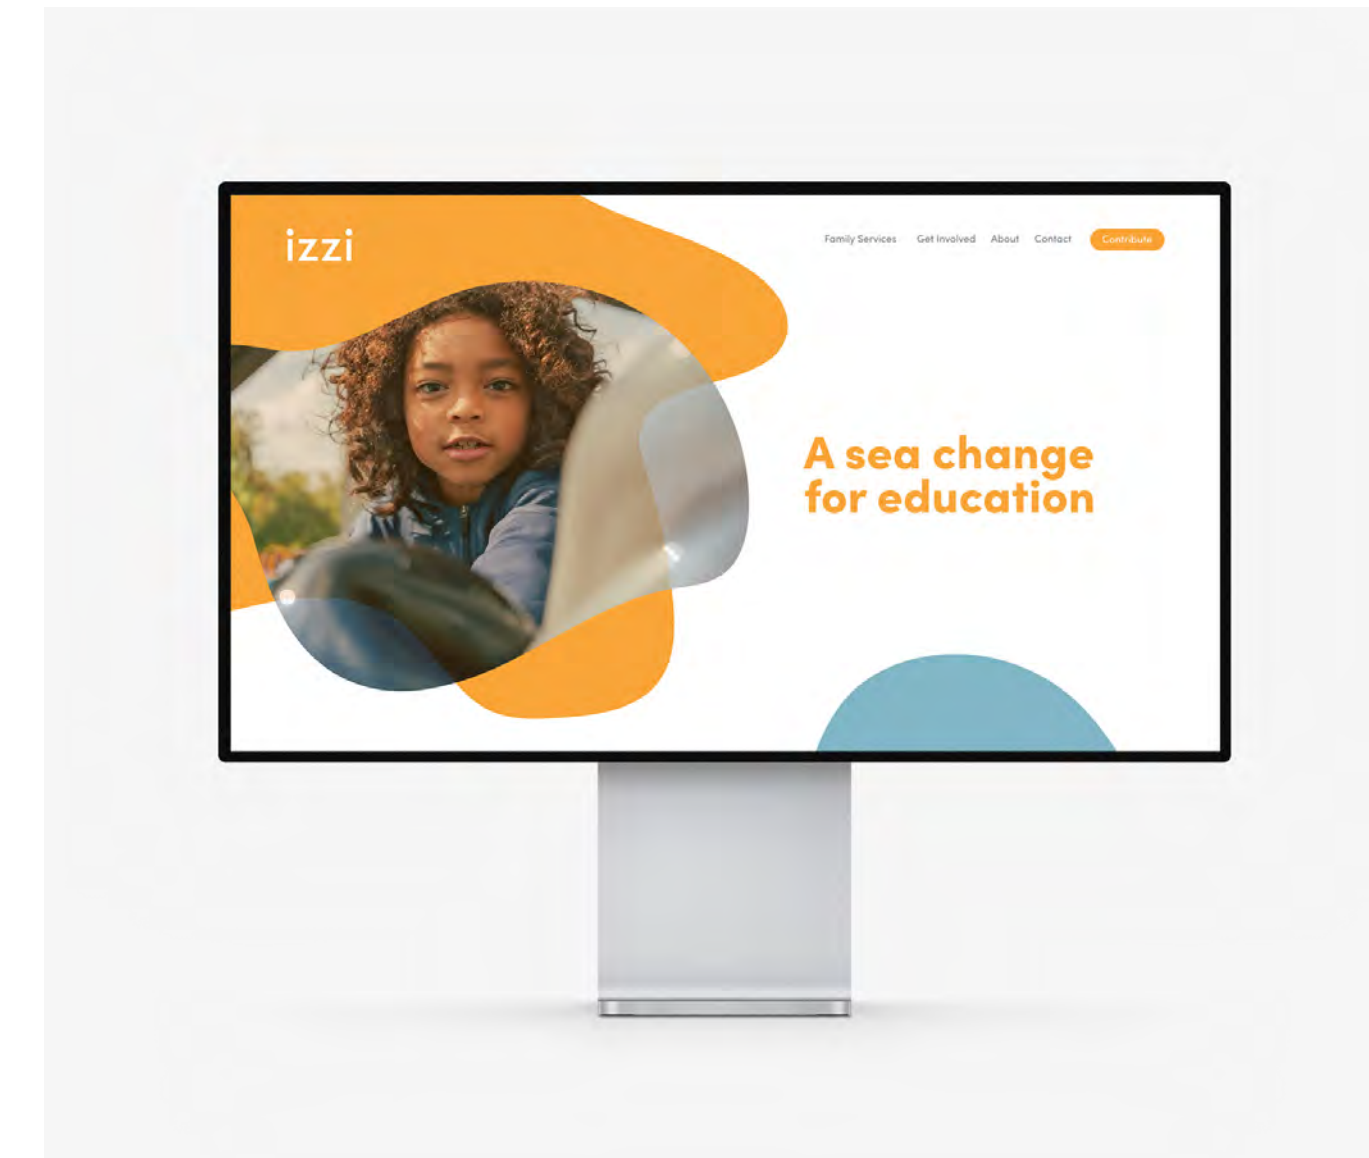 izzi
Family Services Get Involved About Contact Contribute
A sea change
for education